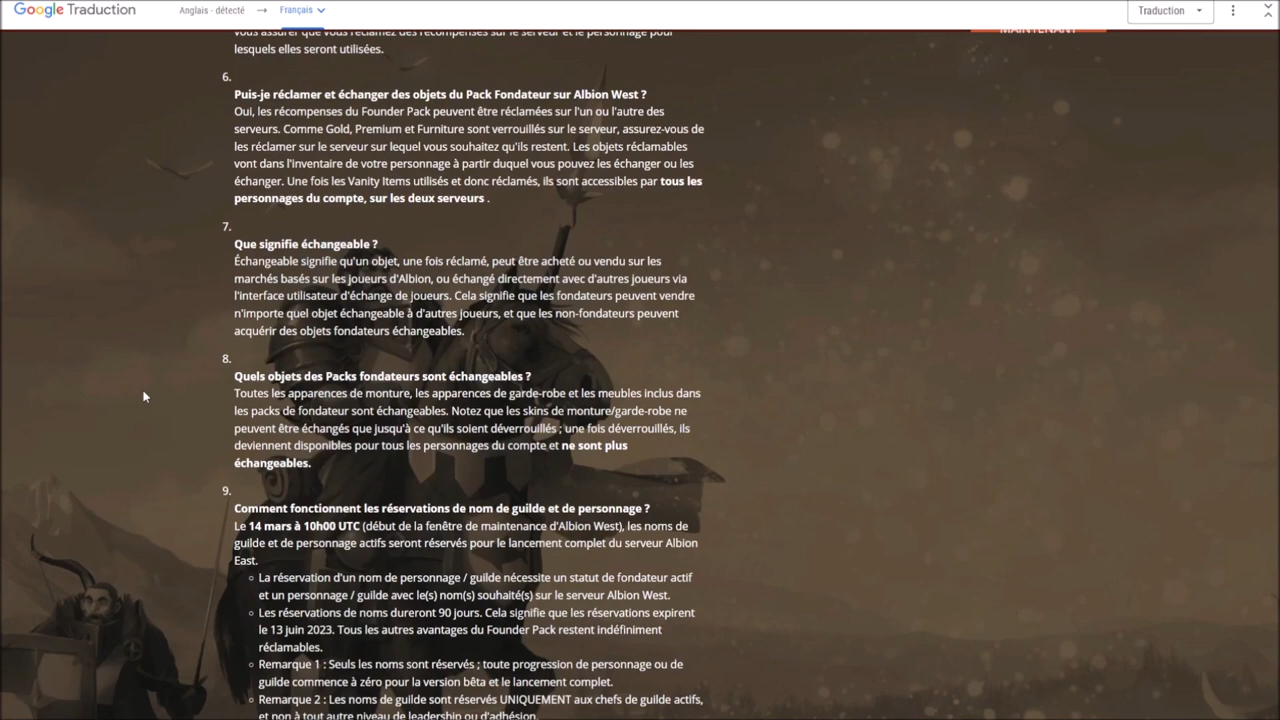 Google Traduction
Anglais - détecté
Français
Traduction
MAINTENANT
vous assurer que vous réclamez des récompenses sur le serveur et le personnage pour
lesquels elles seront utilisées.
6.
Puis-je réclamer et échanger des objets du Pack Fondateur sur Albion West ?
Oui, les récompenses du Founder Pack peuvent être réclamées sur l'un ou l'autre des
serveurs. Comme Gold, Premium et Furniture sont verrouillés sur le serveur, assurez-vous de
les réclamer sur le serveur sur lequel vous souhaitez qu'ils restent. Les objets réclamables
vont dans l'inventaire de votre personnage à partir duquel vous pouvez les échanger ou les
échanger. Une fois les Vanity Items utilisés et donc réclamés, ils sont accessibles par tous les
personnages du compte, sur les deux serveurs .
7.
Que signifie échangeable ?
Échangeable signifie qu'un objet, une fois réclamé, peut être acheté ou vendu sur les
marchés basés sur les joueurs d'Albion, ou échangé directement avec d'autres joueurs via
l'interface utilisateur d'échange de joueurs. Cela signifie que les fondateurs peuvent vendre
n'importe quel objet échangeable à d'autres joueurs, et que les non-fondateurs peuvent
acquérir des objets fondateurs échangeables.
8.
Quels objets des Packs fondateurs sont échangeables ?
Toutes les apparences de monture, les apparences de garde-robe et les meubles inclus dans
les packs de fondateur sont échangeables. Notez que les skins de monture/garde-robe ne
peuvent être échangés que jusqu'à ce qu'ils soient déverrouillés ; une fois déverrouillés, ils
deviennent disponibles pour tous les personnages du compte et ne sont plus
échangeables.
9.
Comment fonctionnent les réservations de nom de guilde et de personnage ?
Le 14 mars à 10h00 UTC (début de la fenêtre de maintenance d'Albion West), les noms de
guilde et de personnage actifs seront réservés pour le lancement complet du serveur Albion
East.
La réservation d'un nom de personnage / guilde nécessite un statut de fondateur actif
et un personnage / guilde avec le(s) nom(s) souhaité(s) sur le serveur Albion West.
Les réservations de noms dureront 90 jours. Cela signifie que les réservations expirent
le 13 juin 2023. Tous les autres avantages du Founder Pack restent indéfiniment
réclamables.
Remarque 1 : Seuls les noms sont réservés ; toute progression de personnage ou de
guilde commence à zéro pour la version bêta et le lancement complet.
Remarque 2 : Les noms de guilde sont réservés UNIQUEMENT aux chefs de guilde actifs,
et non à tout autre niveau de leadership ou d'adhésion.